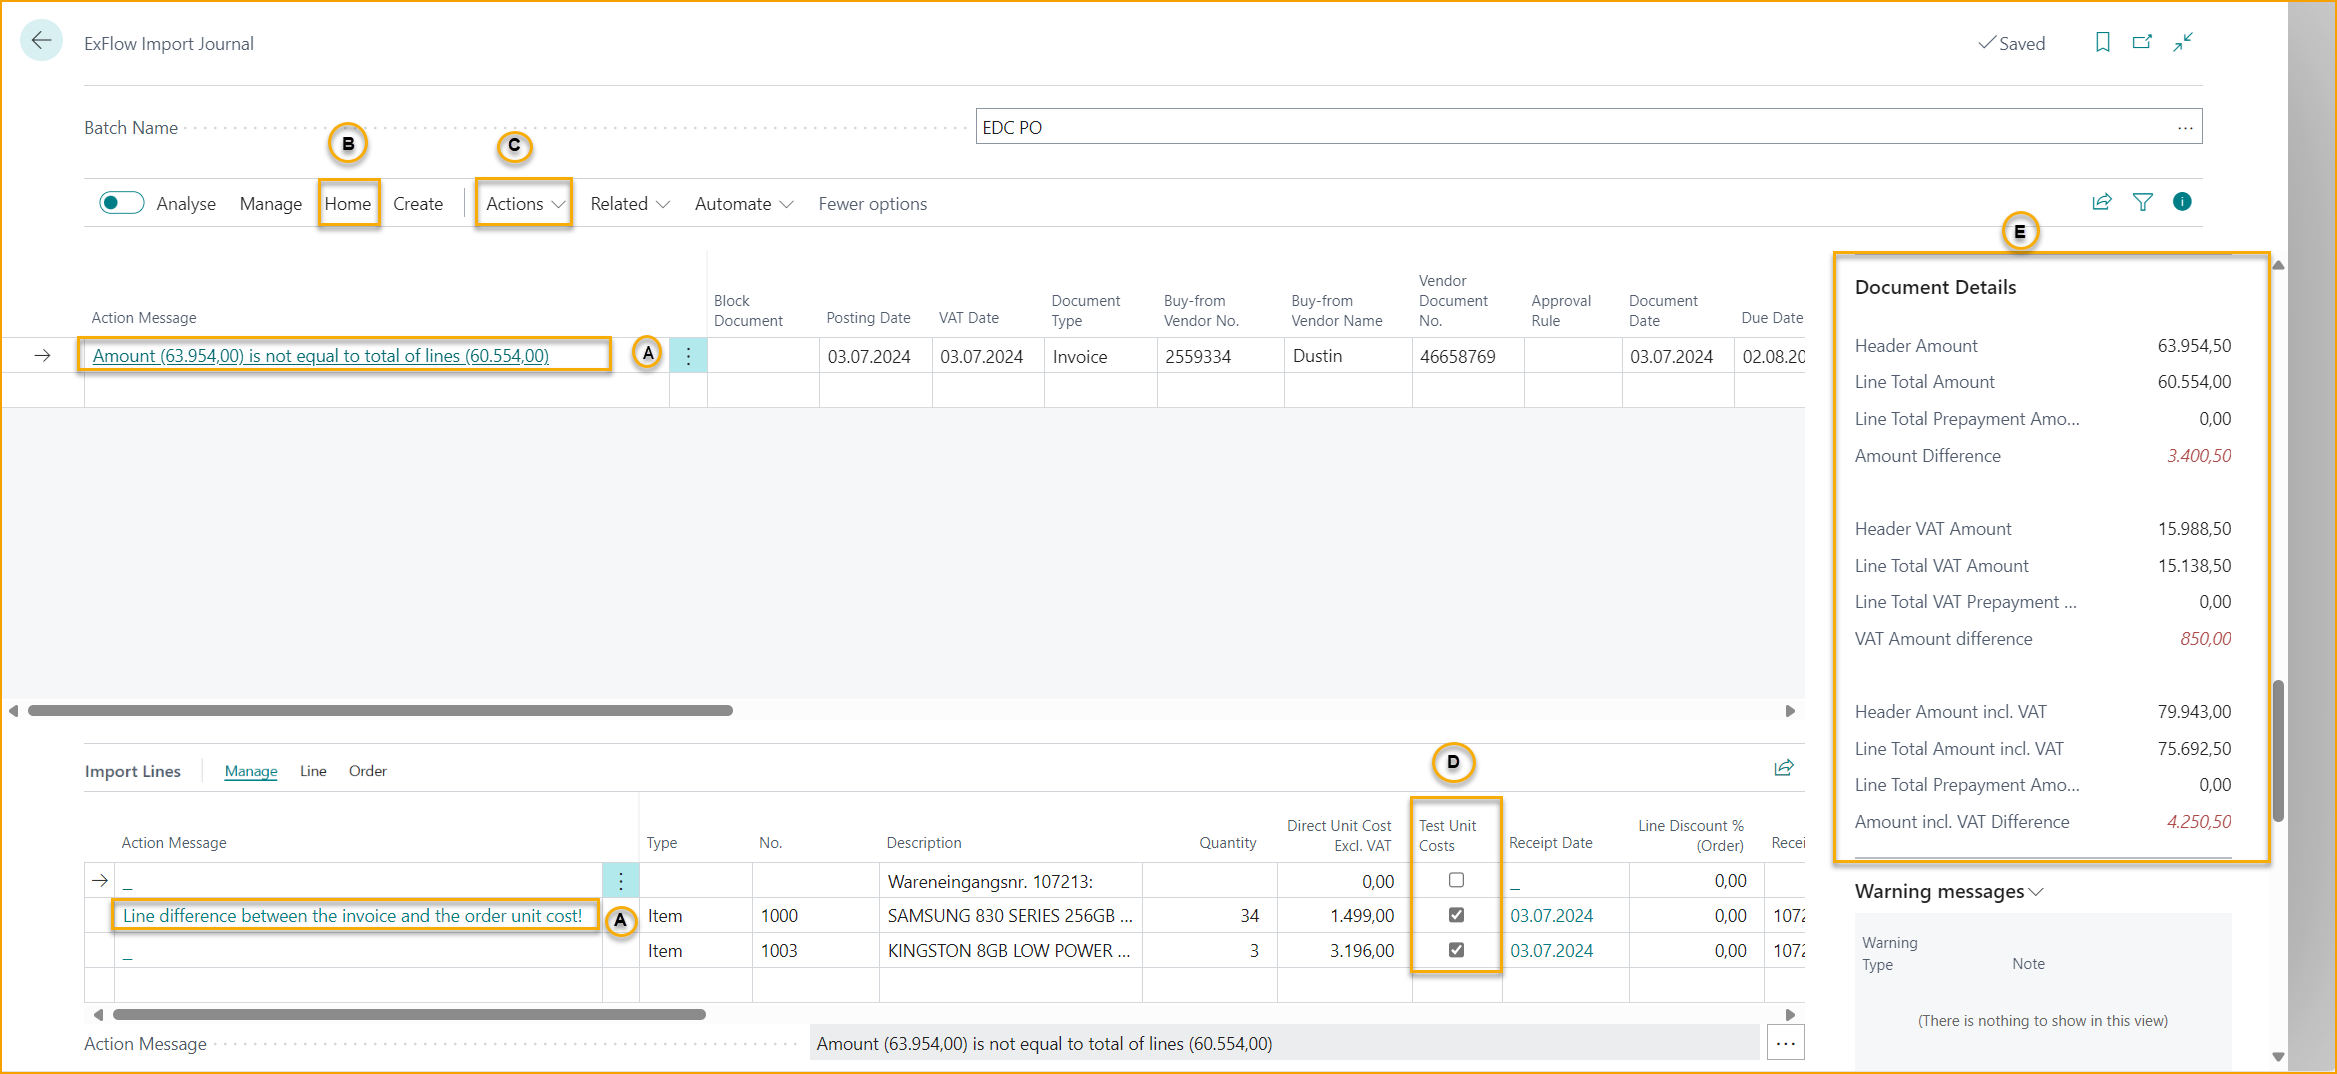 ExFlow Import Journal
Saved
Batch Name
EDC PO
B
C
Analyse Manage Home Create Actions Related Automate Fewer options
E
Action Message
Block Document
Posting Date
VAT Date
Document Type
Buy-from Vendor No.
Buy-from Vendor Name
Vendor Document No.
Approval Rule
Document Date
Due Date
Amount (63.954,00) is not equal to total of lines (60.554,00) A 03.07.2024 03.07.2024 Invoice 2559334 Dustin 46658769 03.07.2024 02.08.20
Document Details
Header Amount 63.954,50
Line Total Amount 60.554,00
Line Total Prepayment Amo... 0,00
Amount Difference 3.400,50
Header VAT Amount 15.988,50
Line Total VAT Amount 15.138,50
Line Total VAT Prepayment ... 0,00
VAT Amount difference 850,00
Header Amount incl. VAT 79.943,00
Line Total Amount incl. VAT 75.692,50
Line Total Prepayment Amo... 0,00
Amount incl. VAT Difference 4.250,50
Import Lines Manage Line Order
D
Action Message
Type
No.
Description
Quantity
Direct Unit Cost Excl. VAT
Test Unit Costs
Receipt Date
Line Discount % (Order)
Recei
_ Wareneingangsnr. 107213: 0,00 _ 0,00
Line difference between the invoice and the order unit cost! A Item 1000 SAMSUNG 830 SERIES 256GB ... 34 1.499,00 03.07.2024 0,00 1072
_ Item 1003 KINGSTON 8GB LOW POWER ... 3 3.196,00 03.07.2024 0,00 1072
Action Message Amount (63.954,00) is not equal to total of lines (60.554,00)
Warning messages
Warning Type
Note
(There is nothing to show in this view)